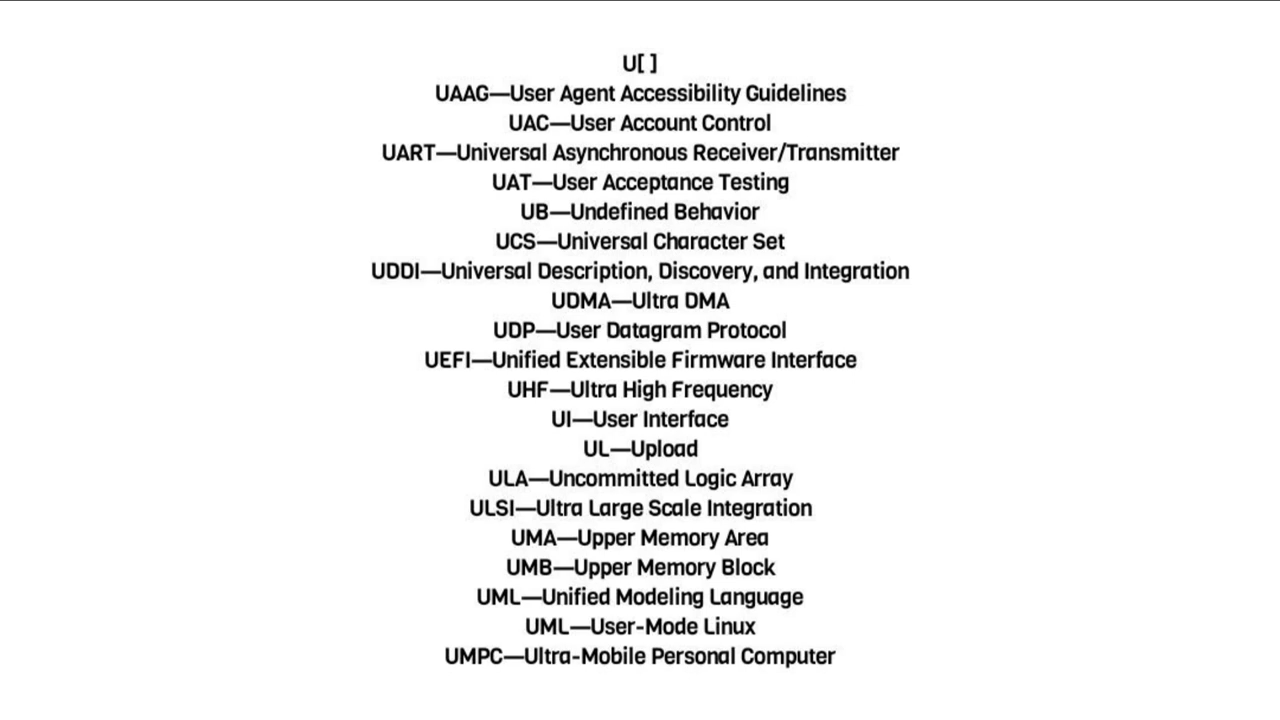 U[ ]
UAAG—User Agent Accessibility Guidelines
UAC—User Account Control
UART—Universal Asynchronous Receiver/Transmitter
UAT—User Acceptance Testing
UB—Undefined Behavior
UCS—Universal Character Set
UDDI—Universal Description, Discovery, and Integration
UDMA—Ultra DMA
UDP—User Datagram Protocol
UEFI—Unified Extensible Firmware Interface
UHF—Ultra High Frequency
UI—User Interface
UL—Upload
ULA—Uncommitted Logic Array
ULSI—Ultra Large Scale Integration
UMA—Upper Memory Area
UMB—Upper Memory Block
UML—Unified Modeling Language
UML—User-Mode Linux
UMPC—Ultra-Mobile Personal Computer